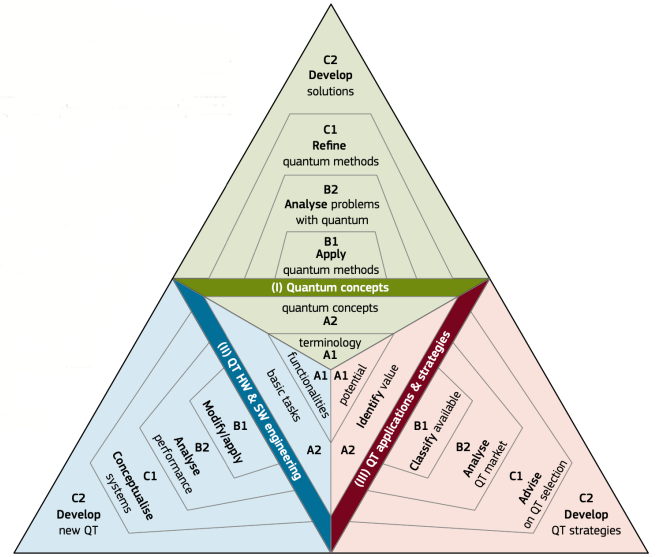 C2
Develop
solutions
C1
Refine
quantum methods
B2
Analyse problems
with quantum
B1
Apply
quantum methods
(I) Quantum concepts
quantum concepts
A2
terminology
A1
(II) QT HW & SW engineering
A1
functionalities
basic tasks
A2
B1
Modify/apply
B2
Analyse
performance
C1
Conceptualise
systems
C2
Develop
new QT
(III) QT applications & strategies
A1
potential
Identify value
A2
B1
Classify available
B2
Analyse
QT market
C1
Advise
on QT selection
C2
Develop
QT strategies